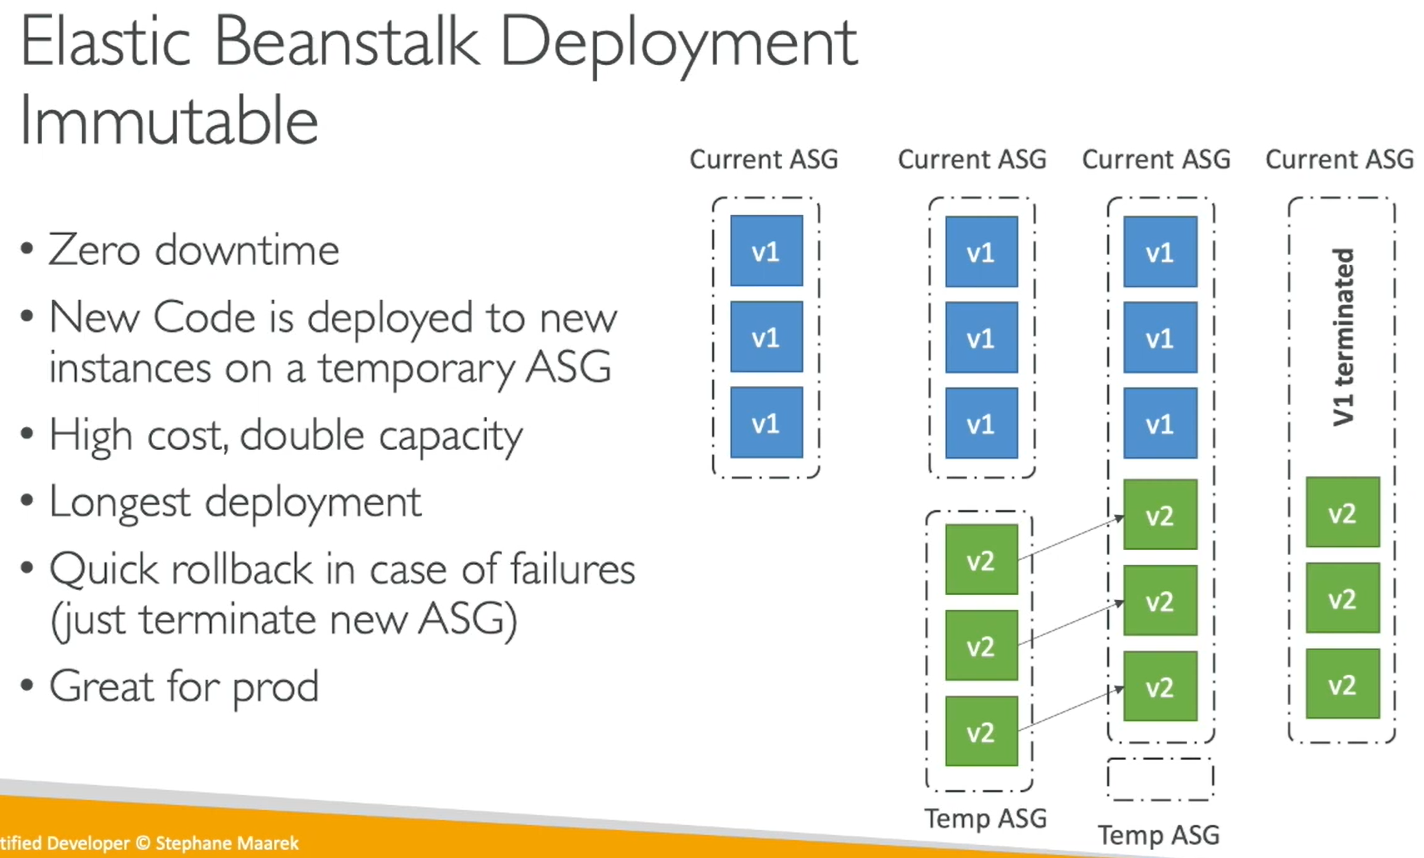 Elastic Beanstalk Deployment
Immutable
• Zero downtime
• New Code is deployed to new
instances on a temporary ASG
• High cost, double capacity
• Longest deployment
• Quick rollback in case of failures
(just terminate new ASG)
• Great for prod
Current ASG
v1
v1
v1
Current ASG
v1
v1
v1
v2
v2
v2
Temp ASG
Current ASG
v1
v1
v1
v2
v2
v2
Temp ASG
Current ASG
V1 terminated
v2
v2
v2
tified Developer © Stephane Maarek